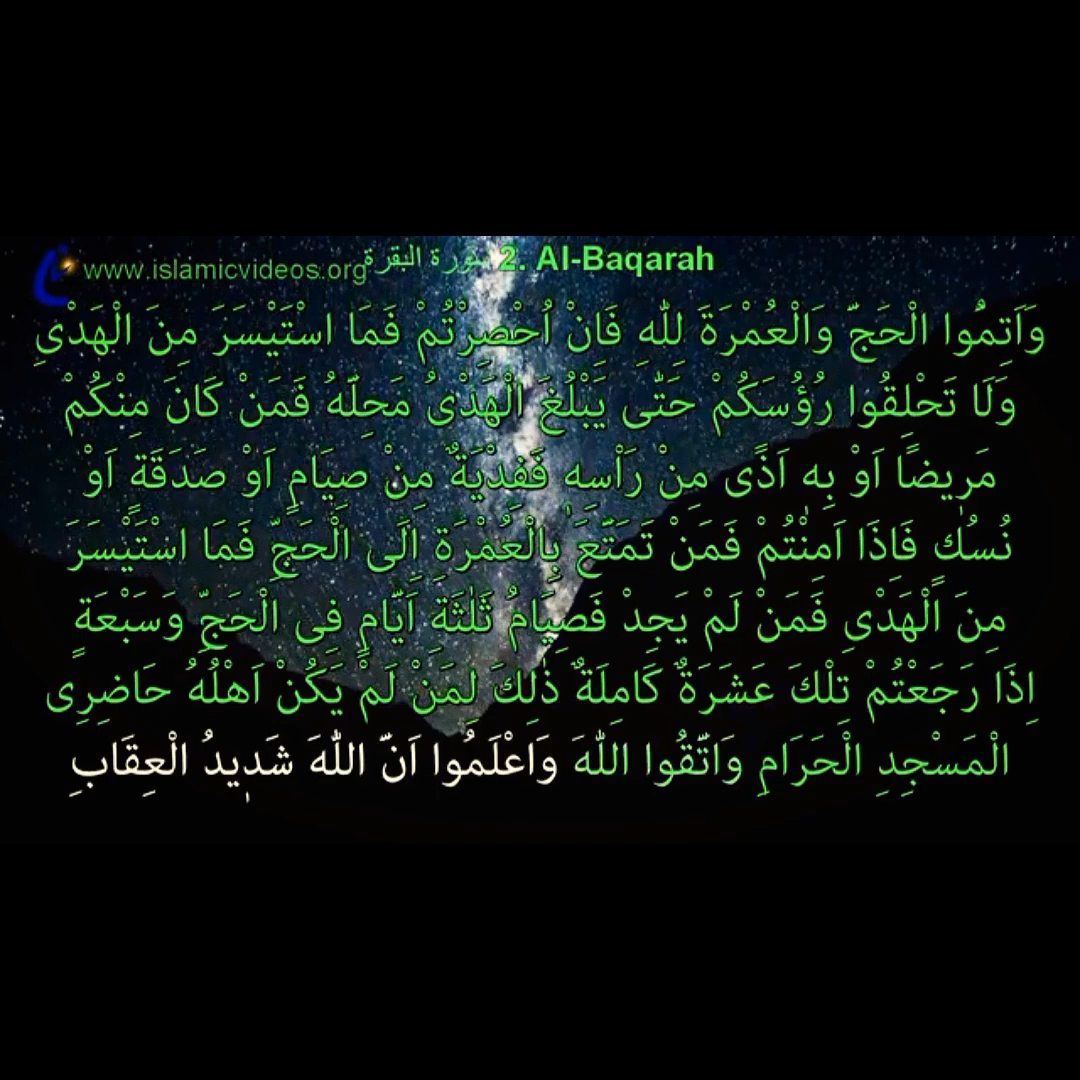 www.islamicvideos.org سورة البقرة 2. Al-Baqarah
وَاَتِمُّوا الْحَجَّ وَالْعُمْرَةَ لِلّٰهِ فَاِنْ اُحْصِرْتُمْ فَمَا اسْتَيْسَرَ مِنَ الْهَدْىِ
وَلَا تَحْلِقُوا رُؤُسَكُمْ حَتّٰى يَبْلُغَ الْهَدْىُ مَحِلَّهُ فَمَنْ كَانَ مِنْكُمْ
مَرٖيضًا اَوْ بِهٖ اَذًى مِنْ رَاْسِهٖ فَفِدْيَةٌ مِنْ صِيَامٍ اَوْ صَدَقَةٍ اَوْ
نُسُكٍ فَاِذَا اَمِنْتُمْ فَمَنْ تَمَتَّعَ بِالْعُمْرَةِ اِلَى الْحَجِّ فَمَا اسْتَيْسَرَ
مِنَ الْهَدْىِ فَمَنْ لَمْ يَجِدْ فَصِيَامُ ثَلٰثَةِ اَيَّامٍ فِى الْحَجِّ وَسَبْعَةٍ
اِذَا رَجَعْتُمْ تِلْكَ عَشَرَةٌ كَامِلَةٌ ذٰلِكَ لِمَنْ لَمْ يَكُنْ اَهْلُهُ حَاضِرِى
الْمَسْجِدِ الْحَرَامِ وَاتَّقُوا اللّٰهَ وَاعْلَمُوا اَنَّ اللّٰهَ شَدٖيدُ الْعِقَابِ